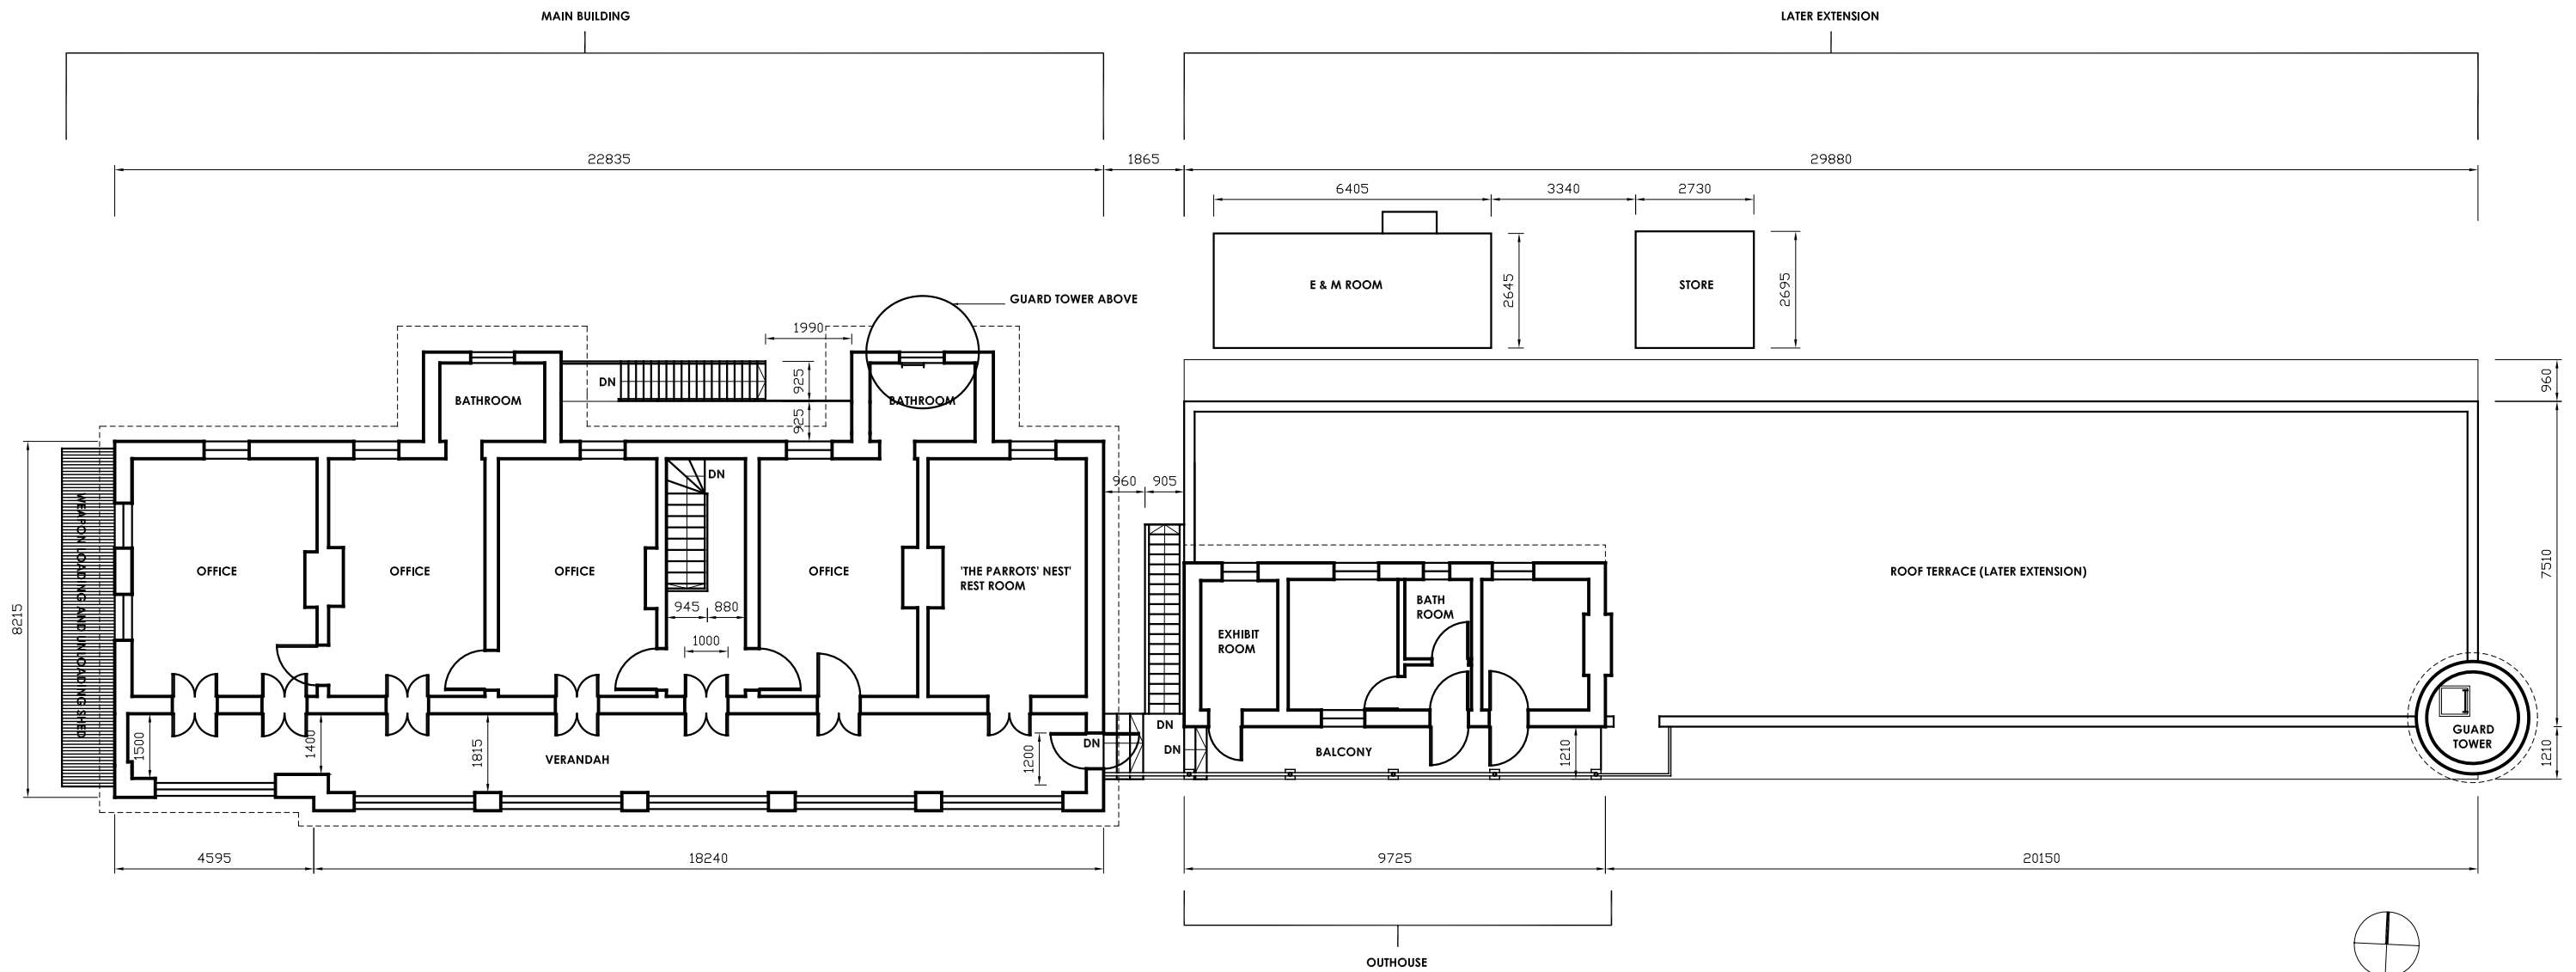 MAIN BUILDING
LATER EXTENSION
22835
1865
29880
6405
3340
2730
E & M ROOM
2645
STORE
2695
GUARD TOWER ABOVE
1990
DN
925
925
BATHROOM
BATHROOM
960
DN
960
905
WEAPON LOADING AND UNLOADING SHED
8215
OFFICE
OFFICE
OFFICE
OFFICE
'THE PARROTS' NEST'
REST ROOM
945
880
1000
EXHIBIT
ROOM
BATH
ROOM
ROOF TERRACE (LATER EXTENSION)
7510
1500
1400
1815
VERANDAH
1200
DN
DN
DN
BALCONY
1210
GUARD
TOWER
1210
4595
18240
9725
20150
OUTHOUSE